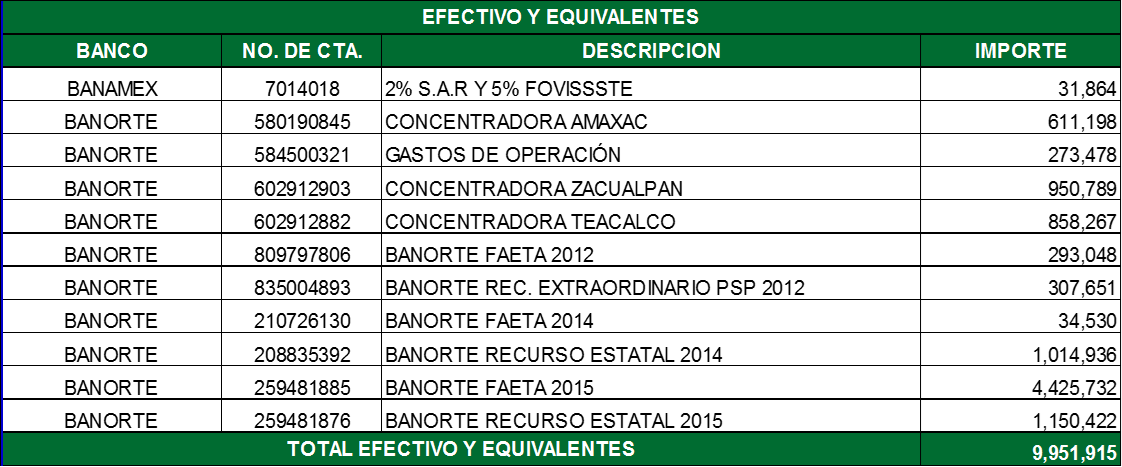 EFECTIVO Y EQUIVALENTES
BANCO NO. DE CTA. DESCRIPCION IMPORTE
BANAMEX 7014018 2% S.A.R Y 5% FOVISSSTE 31,864
BANORTE 580190845 CONCENTRADORA AMAXAC 611,198
BANORTE 584500321 GASTOS DE OPERACIÓN 273,478
BANORTE 602912903 CONCENTRADORA ZACUALPAN 950,789
BANORTE 602912882 CONCENTRADORA TEACALCO 858,267
BANORTE 809797806 BANORTE FAETA 2012 293,048
BANORTE 835004893 BANORTE REC. EXTRAORDINARIO PSP 2012 307,651
BANORTE 210726130 BANORTE FAETA 2014 34,530
BANORTE 208835392 BANORTE RECURSO ESTATAL 2014 1,014,936
BANORTE 259481885 BANORTE FAETA 2015 4,425,732
BANORTE 259481876 BANORTE RECURSO ESTATAL 2015 1,150,422
TOTAL EFECTIVO Y EQUIVALENTES 9,951,915